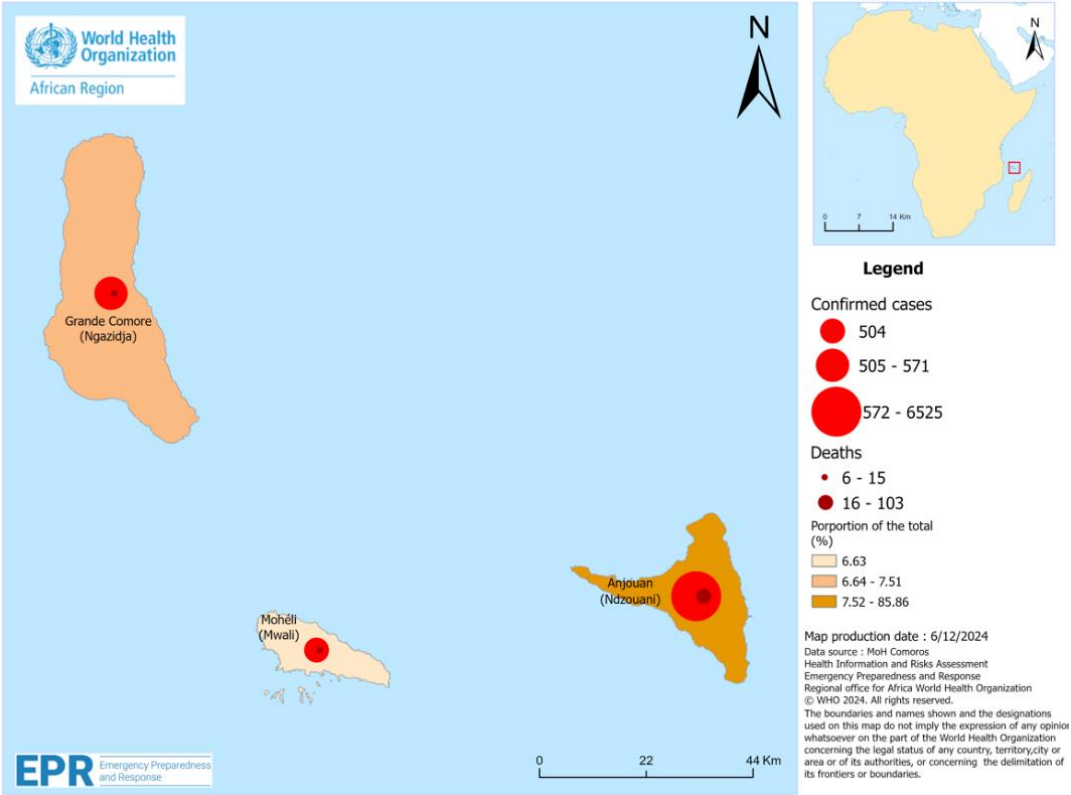 World Health
Organization
African Region
N
Grande Comore
(Ngazidja)
Mohéli
(Mwali)
Anjouan
(Ndzouani)
EPR Emergency Preparedness
and Response
0 22 44 Km
N
0 7 14 Km
Legend
Confirmed cases
504
505 - 571
572 - 6525
Deaths
6 - 15
16 - 103
Porportion of the total
(%)
6.63
6.64 - 7.51
7.52 - 85.86
Map production date : 6/12/2024
Data source : MoH Comoros
Health Information and Risks Assessment
Emergency Preparedness and Response
Regional office for Africa World Health Organization
© WHO 2024. All rights reserved.
The boundaries and names shown and the designations
used on this map do not imply the expression of any opinion
whatsoever on the part of the World Health Organization
concerning the legal status of any country, territory,city or
area or of its authorities, or concerning the delimitation of
its frontiers or boundaries.